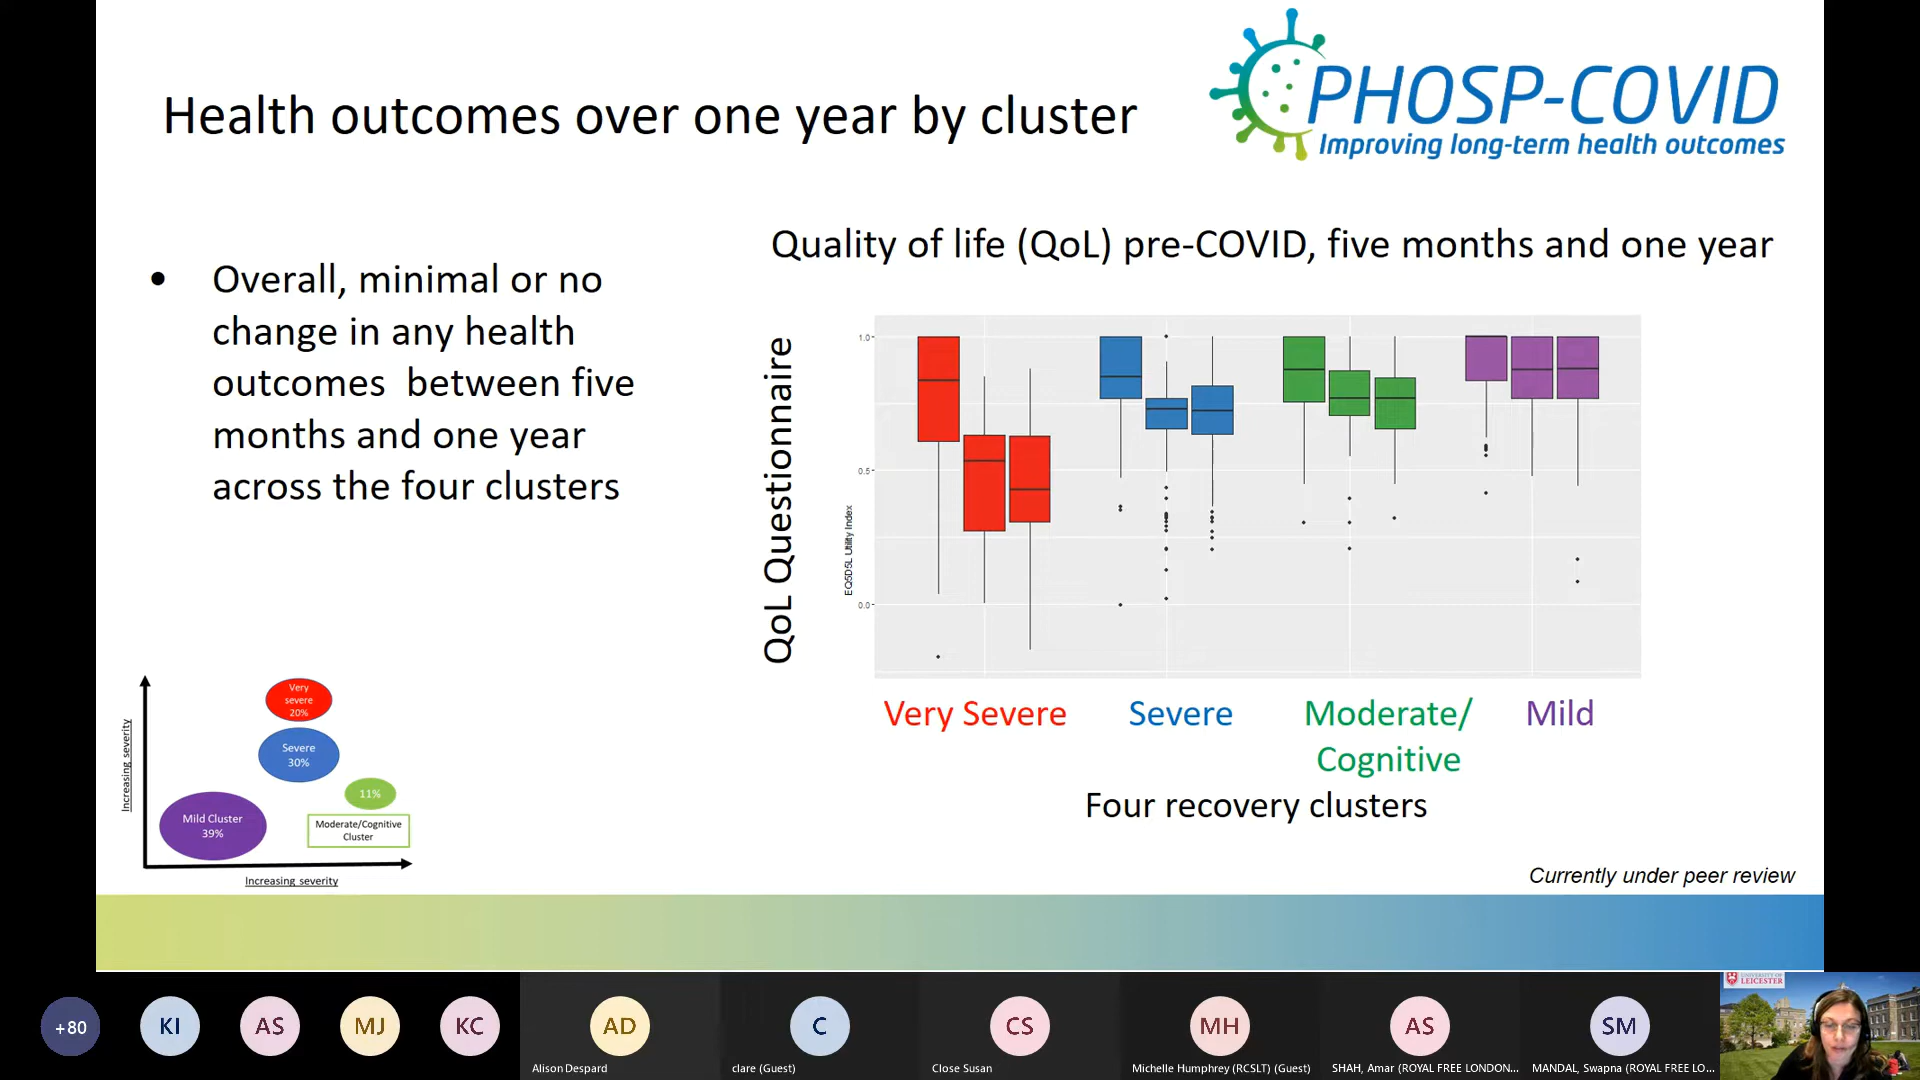 Health outcomes over one year by cluster
PHOSP-COVID
Improving long-term health outcomes
• Overall, minimal or no
change in any health
outcomes between five
months and one year
across the four clusters
Quality of life (QoL) pre-COVID, five months and one year
QoL Questionnaire
EQ5D5L Utility Index
1.0
0.5
0.0
Very Severe
Severe
Moderate/
Cognitive
Mild
Four recovery clusters
Increasing severity
Very
severe
20%
Severe
30%
11%
Mild Cluster
39%
Moderate/Cognitive
Cluster
Increasing severity
Currently under peer review
+80
KI
AS
MJ
KC
AD
Alison Despard
C
clare (Guest)
CS
Close Susan
MH
Michelle Humphrey (RCSLT) (Guest)
AS
SHAH, Amar (ROYAL FREE LONDON...
SM
MANDAL, Swapna (ROYAL FREE LO...
UNIVERSITY OF
LEICESTER